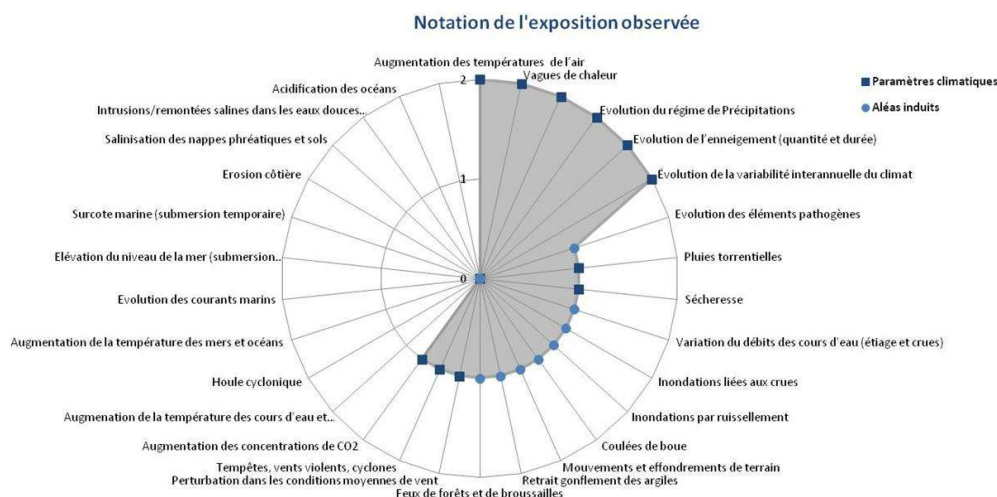 Notation de l'exposition observée
Augmentation des températures de l'air
Vagues de chaleur
Evolution du régime de Précipitations
Evolution de l'enneigement (quantité et durée)
Évolution de la variabilité interannuelle du climat
Evolution des éléments pathogènes
Pluies torrentielles
Sécheresse
Variation du débits des cours d'eau (étiage et crues)
Inondations liées aux crues
Inondations par ruissellement
Coulées de boue
Mouvements et effondrements de terrain
Retrait gonflement des argiles
Feux de forêts et de broussailles
Perturbation dans les conditions moyennes de vent
Tempêtes, vents violents, cyclones
Augmentation des concentrations de CO2
Augmenation de la température des cours d'eau et...
Houle cyclonique
Augmentation de la température des mers et océans
Evolution des courants marins
Elévation du niveau de la mer (submersion...
Surcote marine (submersion temporaire)
Erosion côtière
Salinisation des nappes phréatiques et sols
Intrusions/remontées salines dans les eaux douces...
Acidification des océans
2
1
0
Paramètres climatiques
Aléas induits